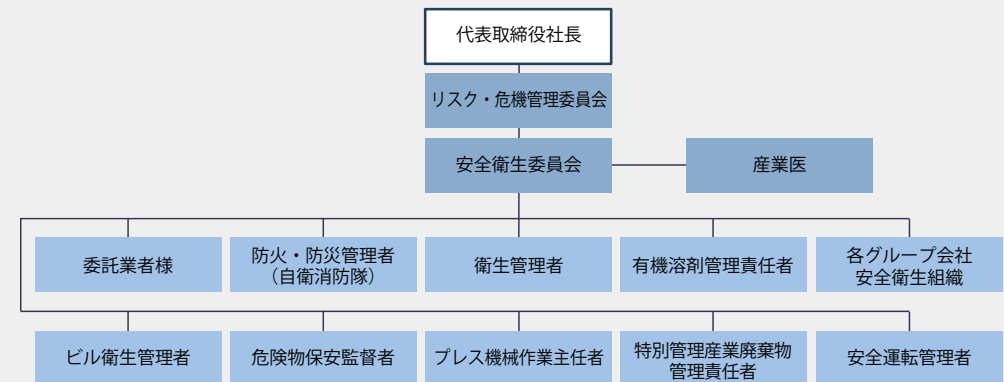 代表取締役社長
リスク・危機管理委員会
安全衛生委員会
産業医
委託業者様
防火・防災管理者
（自衛消防隊）
衛生管理者
有機溶剤管理責任者
各グループ会社
安全衛生組織
ビル衛生管理者
危険物保安監督者
プレス機械作業主任者
特別管理産業廃棄物
管理責任者
安全運転管理者